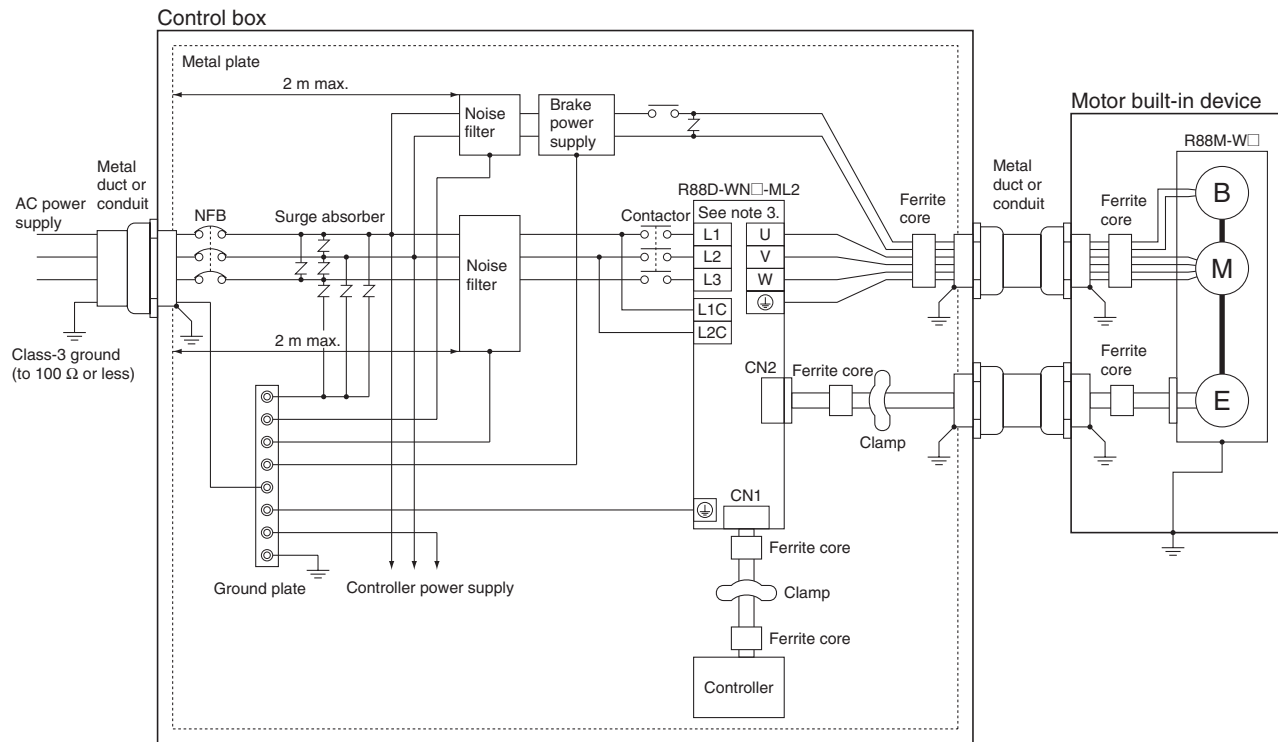 Control box
Metal plate
2 m max.
Noise
filter
Brake
power
supply
Motor built-in device
R88M-W□
Metal
duct or
conduit
AC power
supply
NFB
Surge absorber
Contactor
R88D-WN□-ML2
See note 3.
Ferrite
core
Metal
duct or
conduit
Ferrite
core
B
L1
U
L2
V
L3
W
M
Noise
filter
L1C
L2C
2 m max.
Class-3 ground
(to 100 Ω or less)
CN2
Ferrite core
Clamp
Ferrite
core
E
CN1
Ferrite core
Ground plate
Controller power supply
Clamp
Ferrite core
Controller